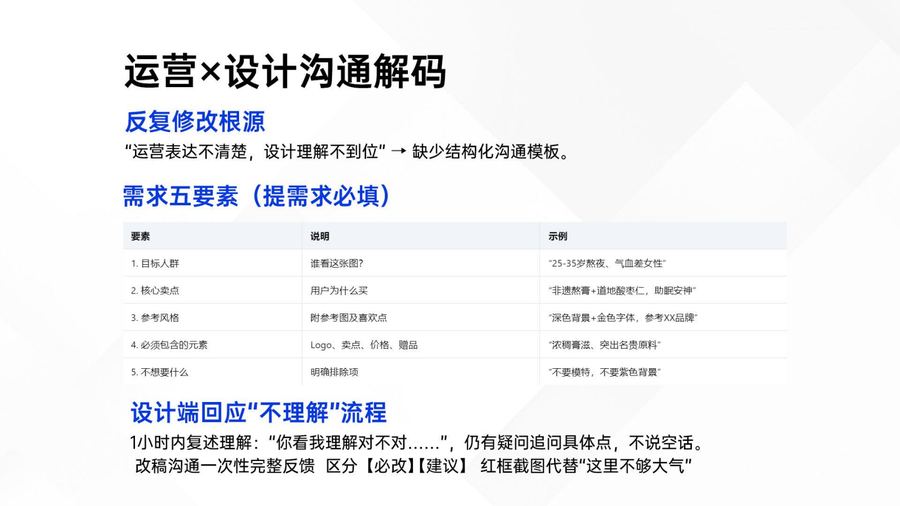 运营×设计沟通解码
反复修改根源
“运营表达不清楚，设计理解不到位” → 缺少结构化沟通模板。
需求五要素（提需求必填）
要素 说明 示例
1. 目标人群 谁看这张图? “25-35岁熬夜、气血差女性”
2. 核心卖点 用户为什么买 “非遗熬膏+道地酸枣仁，助眠安神”
3. 参考风格 附参考图及喜欢点 “深色背景+金色字体，参考XX品牌”
4. 必须包含的元素 Logo、卖点、价格、赠品 “浓稠膏滋、突出名贵原料”
5. 不想要什么 明确排除项 “不要模特，不要紫色背景”
设计端回应“不理解”流程
1小时内复述理解：“你看我理解对不对……”，仍有疑问追问具体点，不说空话。
改稿沟通一次性完整反馈 区分【必改】【建议】 红框截图代替“这里不够大气”